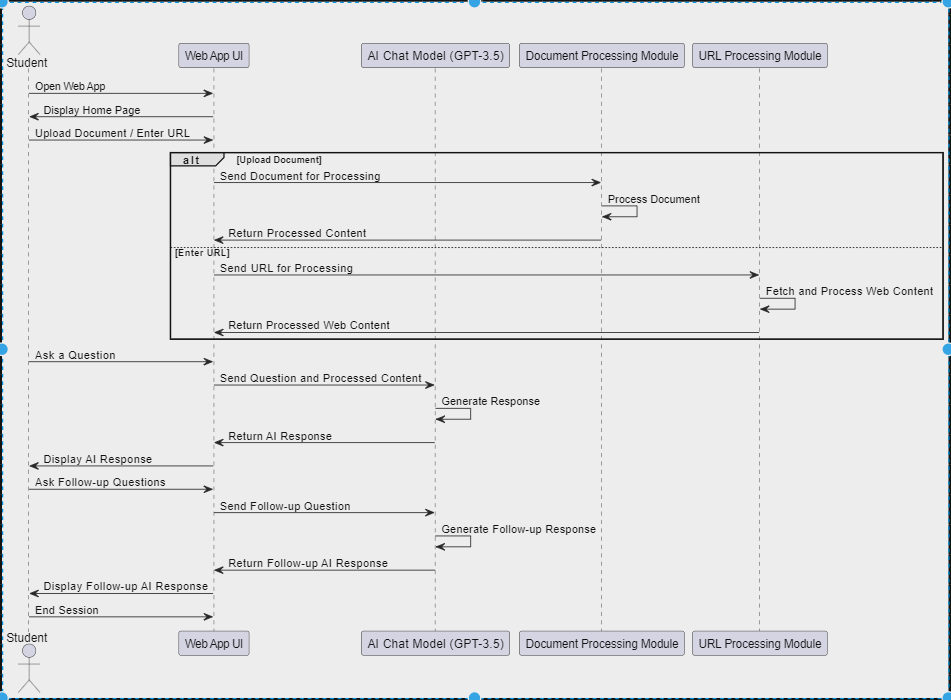 Student
Web App UI
AI Chat Model (GPT-3.5)
Document Processing Module
URL Processing Module
Open Web App
Display Home Page
Upload Document / Enter URL
alt
[Upload Document]
Send Document for Processing
Process Document
Return Processed Content
[Enter URL]
Send URL for Processing
Fetch and Process Web Content
Return Processed Web Content
Ask a Question
Send Question and Processed Content
Generate Response
Return AI Response
Display AI Response
Ask Follow-up Questions
Send Follow-up Question
Generate Follow-up Response
Return Follow-up AI Response
Display Follow-up AI Response
End Session
Student
Web App UI
AI Chat Model (GPT-3.5)
Document Processing Module
URL Processing Module